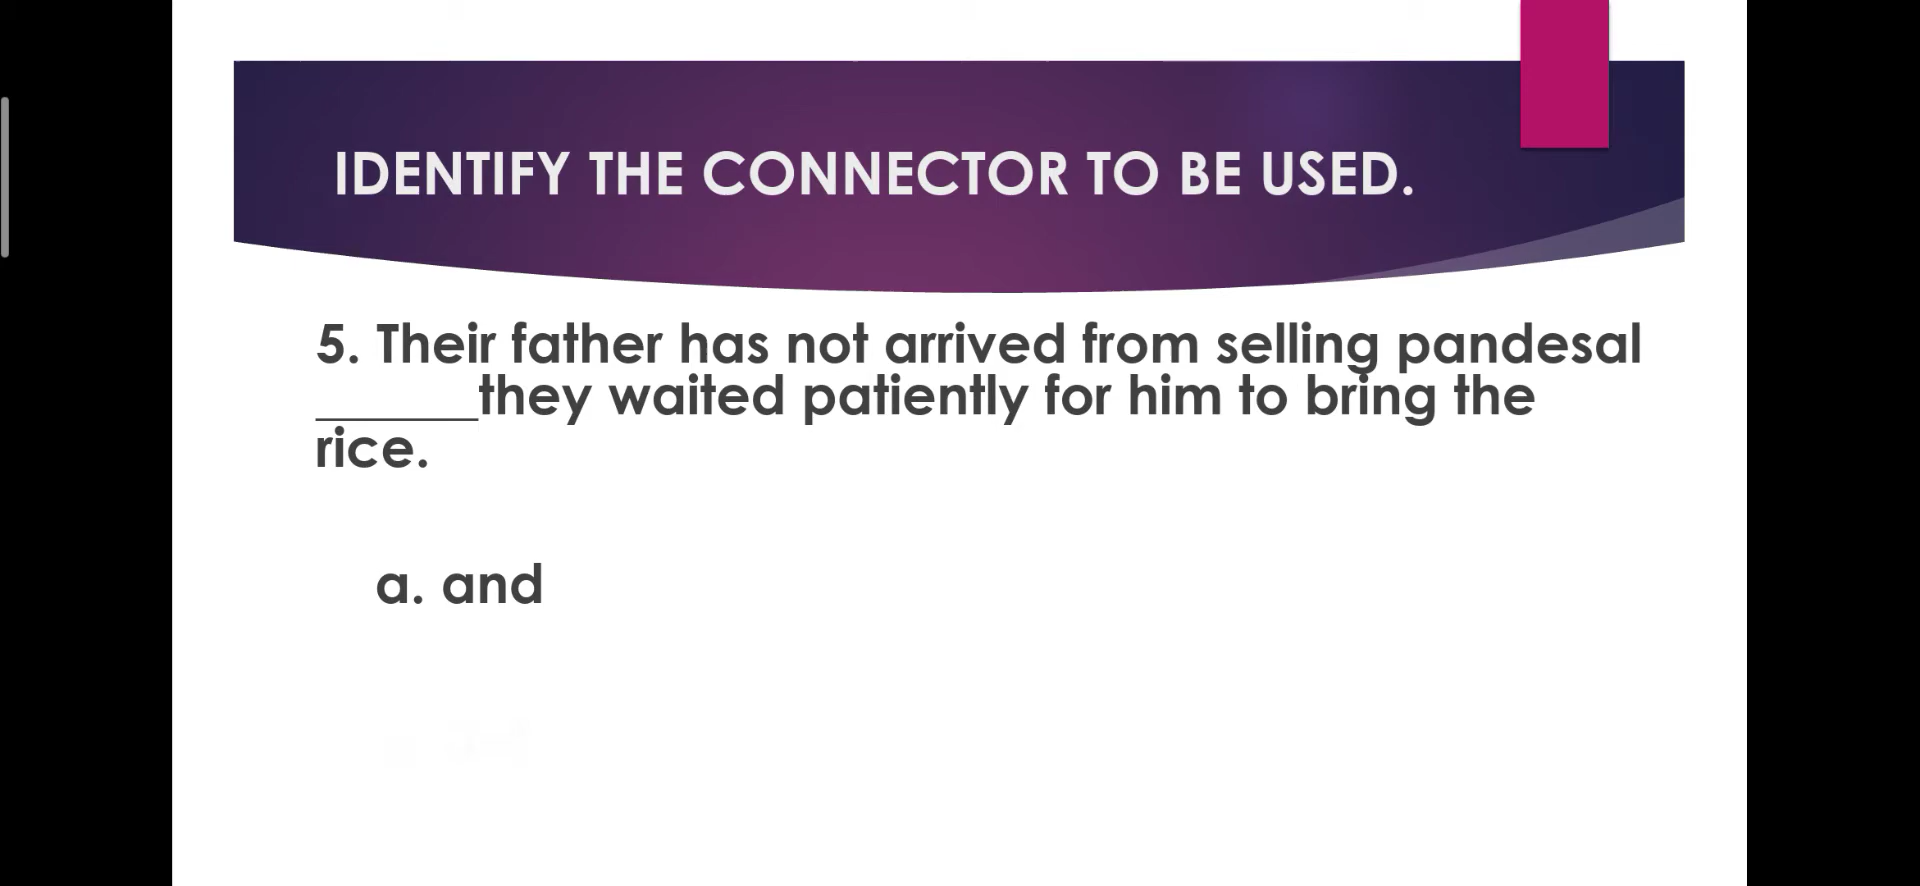 IDENTIFY THE CONNECTOR TO BE USED.
5. Their father has not arrived from selling pandesal
______they waited patiently for him to bring the
rice.
a. and